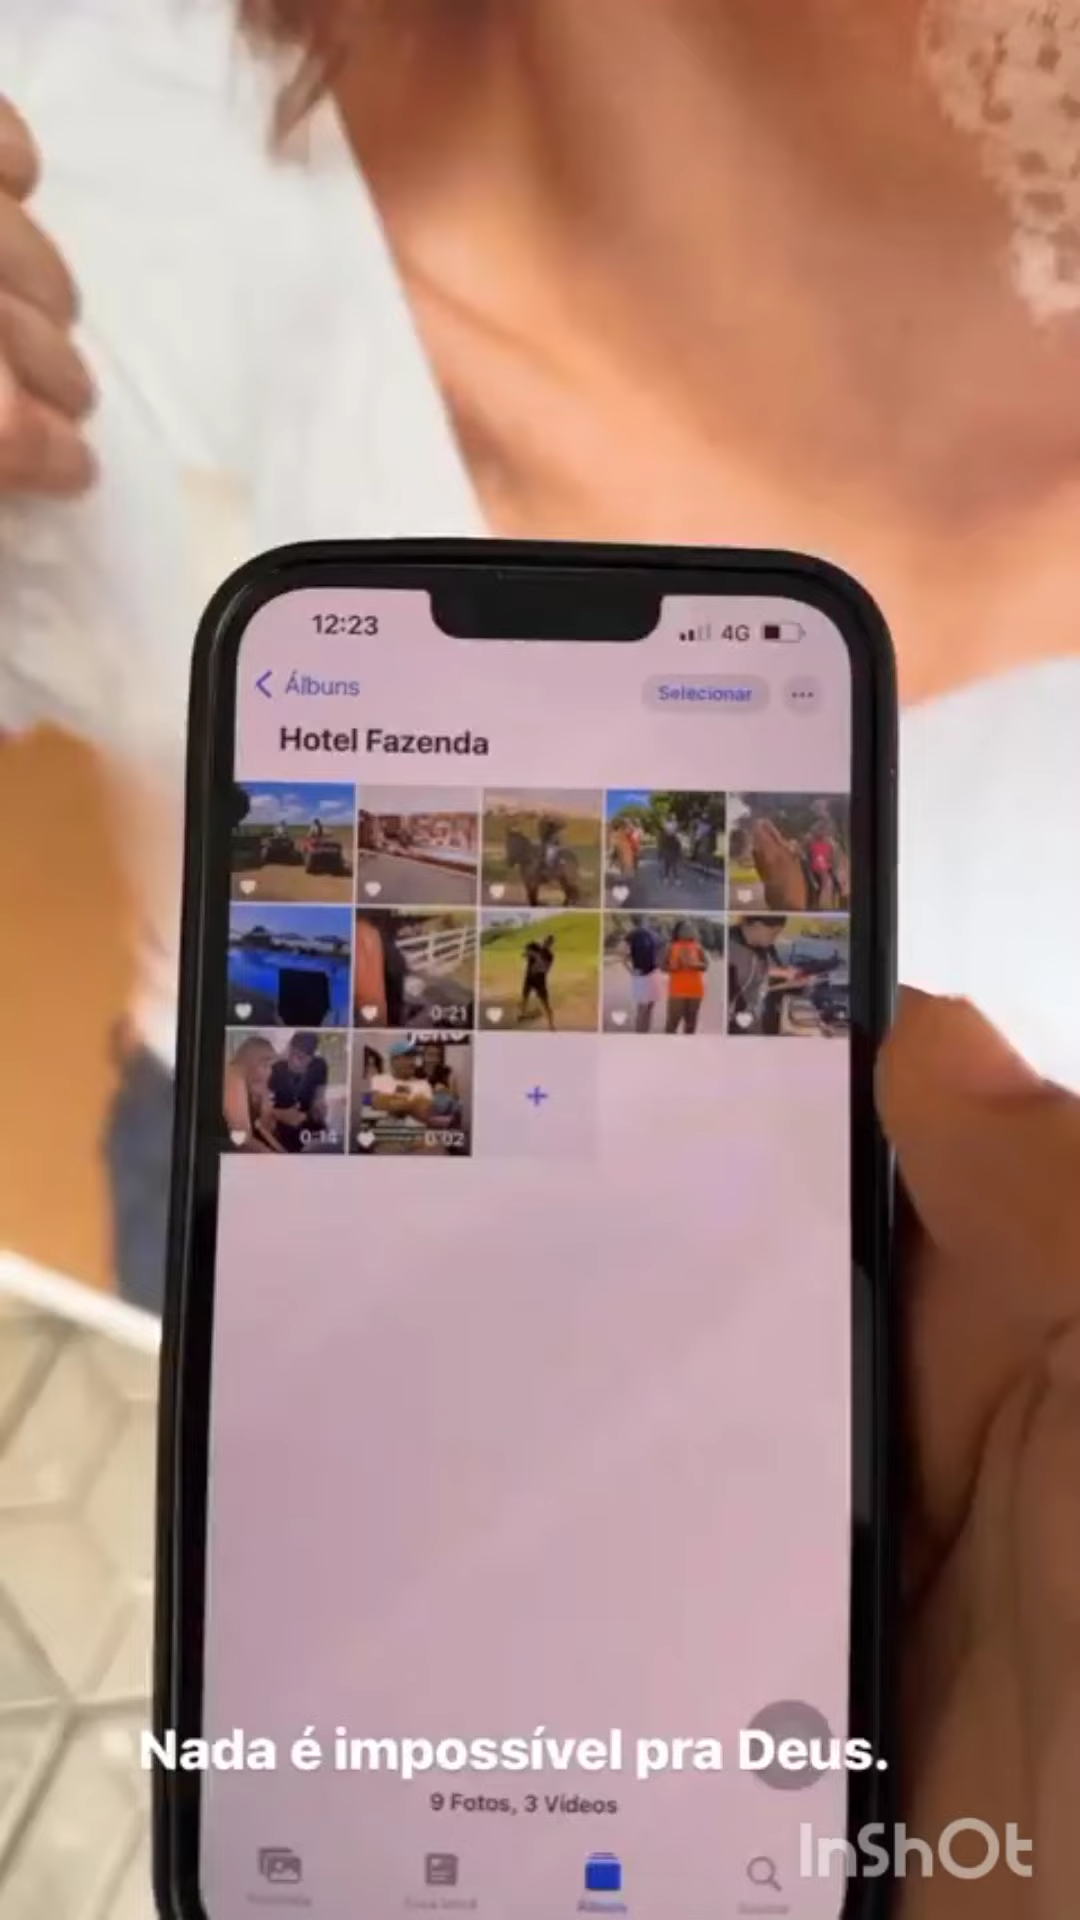 12:23
4G
Álbuns
Selecionar
Hotel Fazenda
0:21
0:14
0:02
Nada é impossível pra Deus.
9 Fotos, 3 Vídeos
Álbuns
InShOt